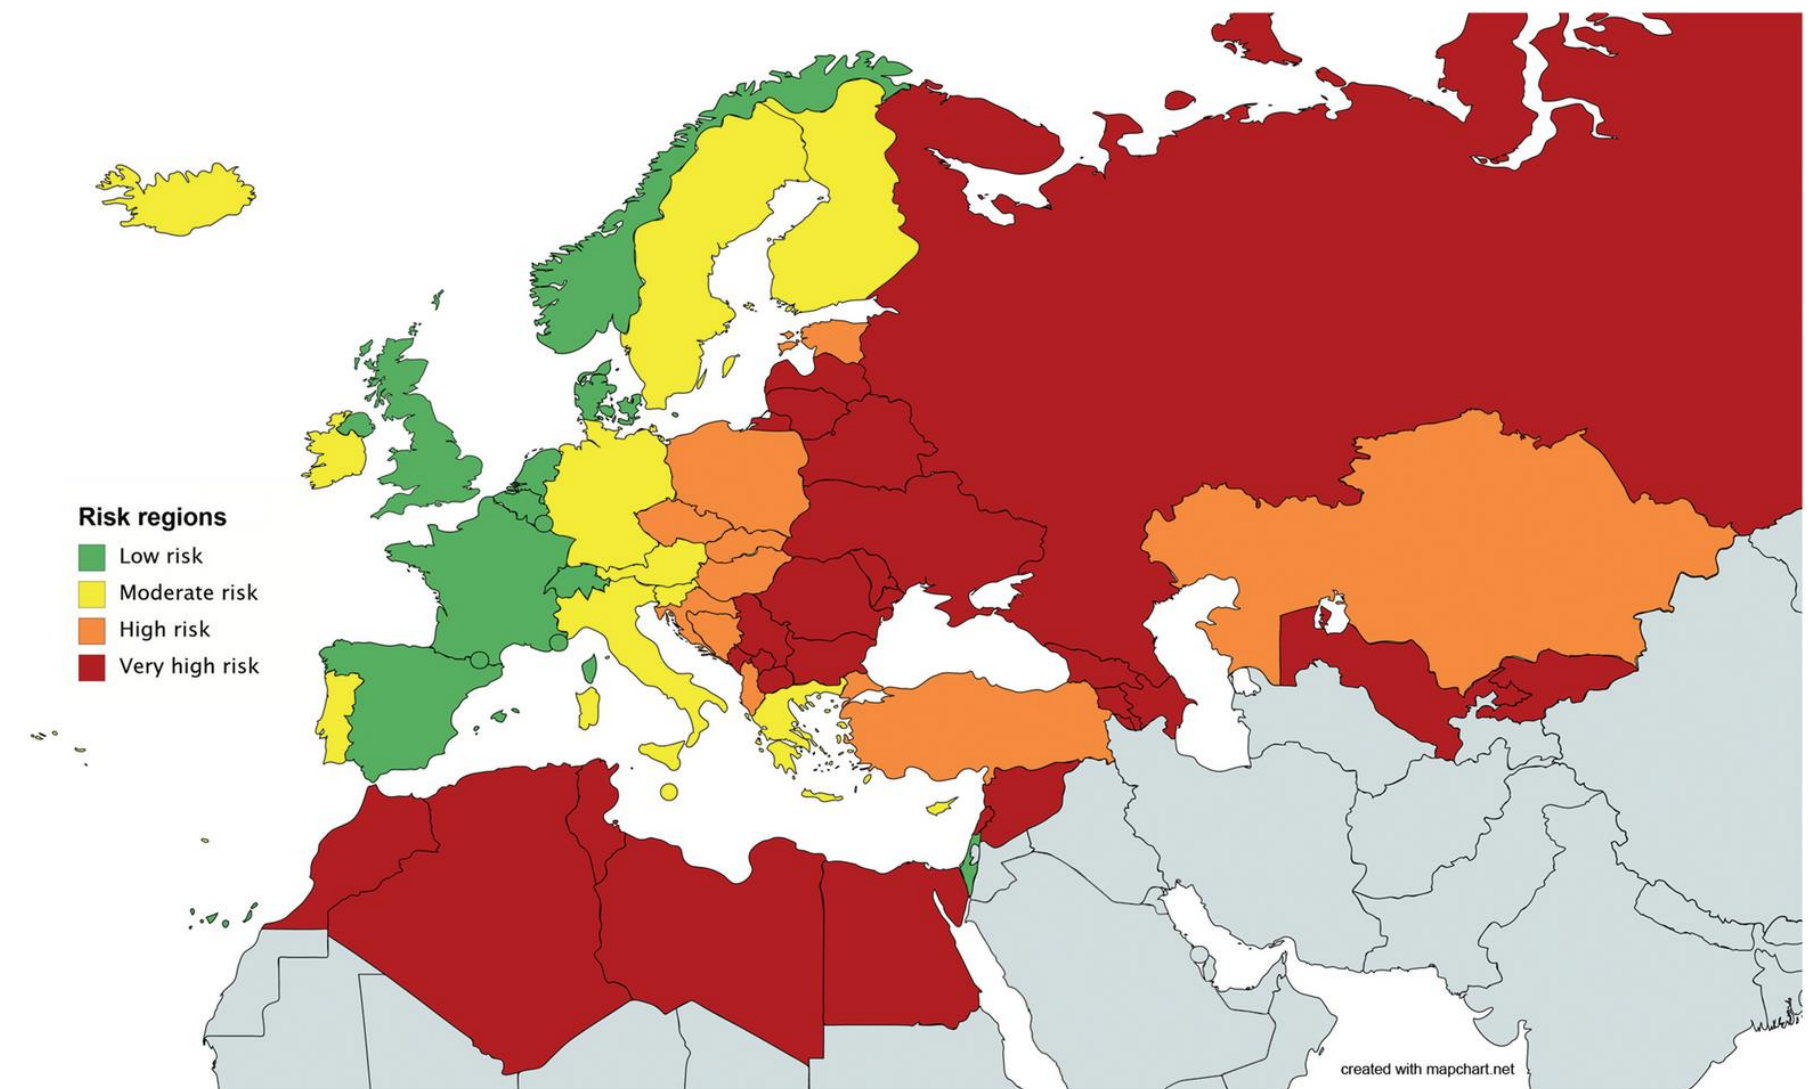 Risk regions
Low risk
Moderate risk
High risk
Very high risk
created with mapchart.net